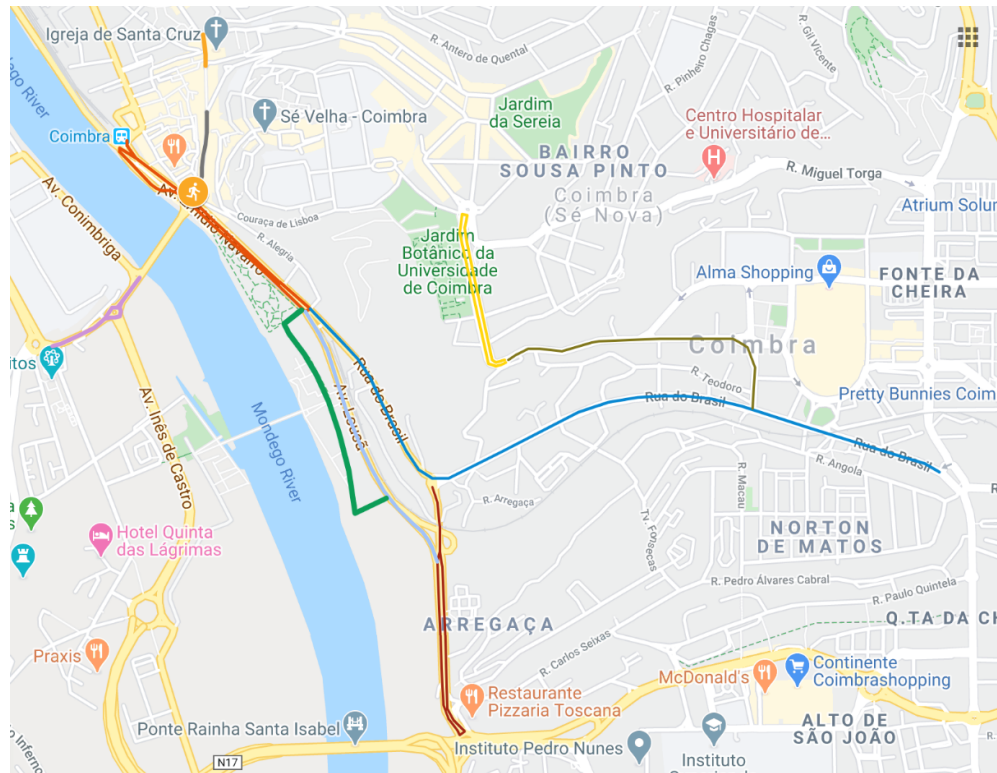 Igreja de Santa Cruz
R. Antero de Quental
R. Pinheiro Chagas
R. Gil Vicente
Mondego River
Jardim
da Sereia
Sé Velha - Coimbra
Centro Hospitalar
e Universitário de...
Coimbra
BAIRRO
SOUSA PINTO
R. Miguel Torga
Coimbra
(Sé Nova)
Av. Conimbriga
Couraça de Lisboa
Atrium Solum
R. Alegria
Jardim
Botânico da
Universidade
de Coimbra
Alma Shopping
FONTE DA
CHEIRA
Coimbra
itos
R. Teodoro
Rua do Brasil
Pretty Bunnies Coim
Av. Inês de Castro
Mondego River
Av. Lousã
Rua do Brasil
Rua do Brasil
R. Angola
R. Macau
R. Arregaça
Tv. Fonsecas
Hotel Quinta
das Lágrimas
NORTON
DE MATOS
R. Pedro Álvares Cabral
R. Paulo Quintela
Q.TA DA CH
ARREGAÇA
R. Carlos Seixas
Praxis
McDonald's
Continente
Coimbrashopping
Restaurante
Pizzaria Toscana
Ponte Rainha Santa Isabel
ALTO DE
SÃO JOÃO
Instituto Pedro Nunes
Instituto
o Inferno
N17